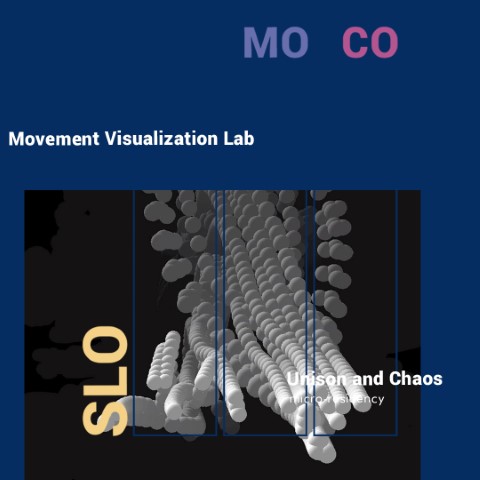 MO CO
Movement Visualization Lab
SLO
Unison and Chaos
micro-residency